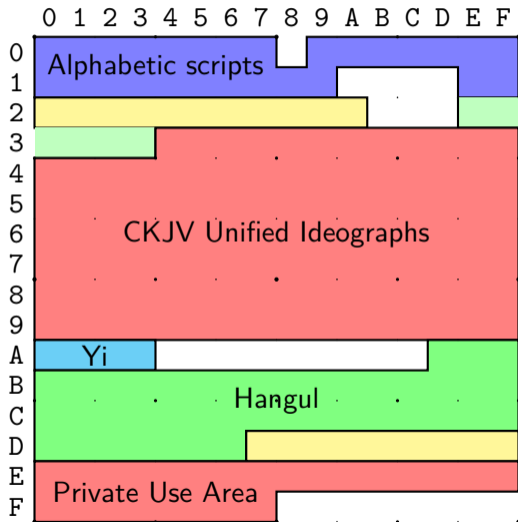 0 1 2 3 4 5 6 7 8 9 A B C D E F
0
Alphabetic scripts
1
2
3
4
5
6
CKJV Unified Ideographs
7
8
9
A
Yi
B
Hangul
C
D
E
Private Use Area
F